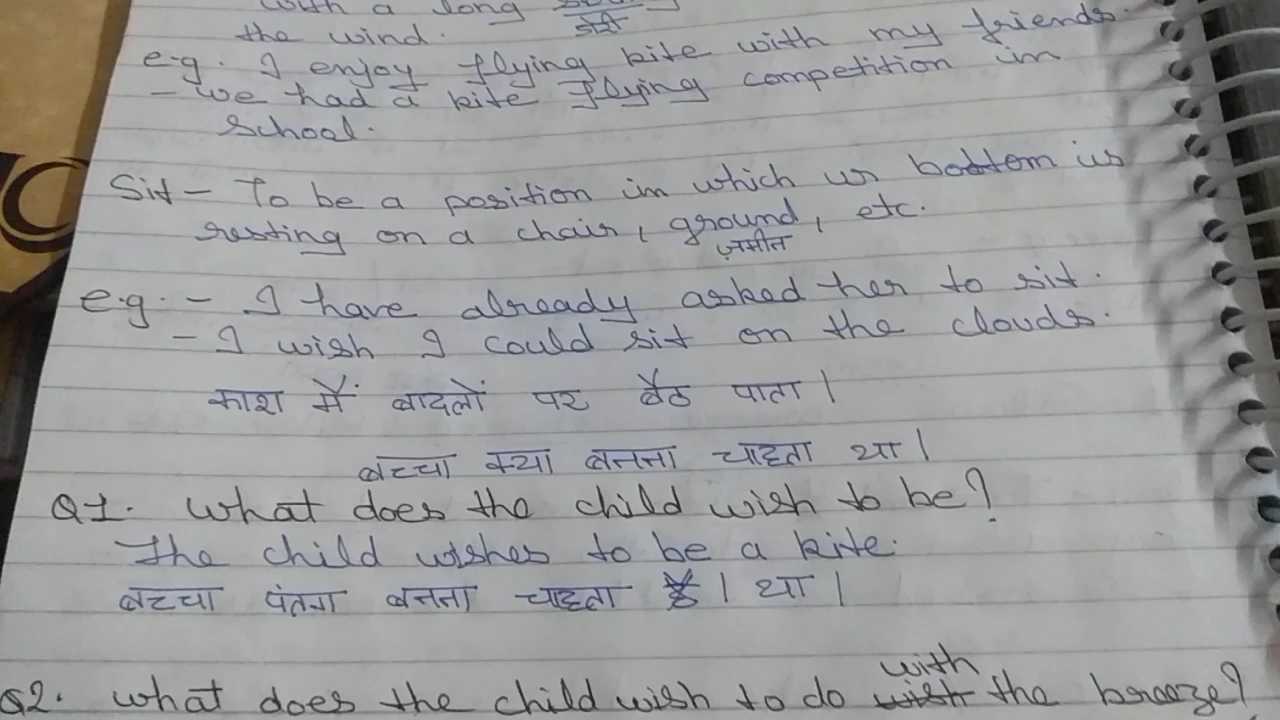 with a long
डोरी
the wind.
e.g. I enjoy flying kite with my friends.
- we had a kite flying competition in
school.
Sit - To be a position in which ur bottom is
resting on a chair, ground, etc.
ज़मीन
e.g. - I have already asked her to sit.
- I wish I could sit on the clouds.
काश मैं बादलों पर बैठ पाता।
बच्चा क्या बनना चाहता था।
Q1. What does the child wish to be?
The child wishes to be a kite.
बच्चा पंतग बनना चाहता है। था।
with
Q2. What does the child wish to do wish the breeze?